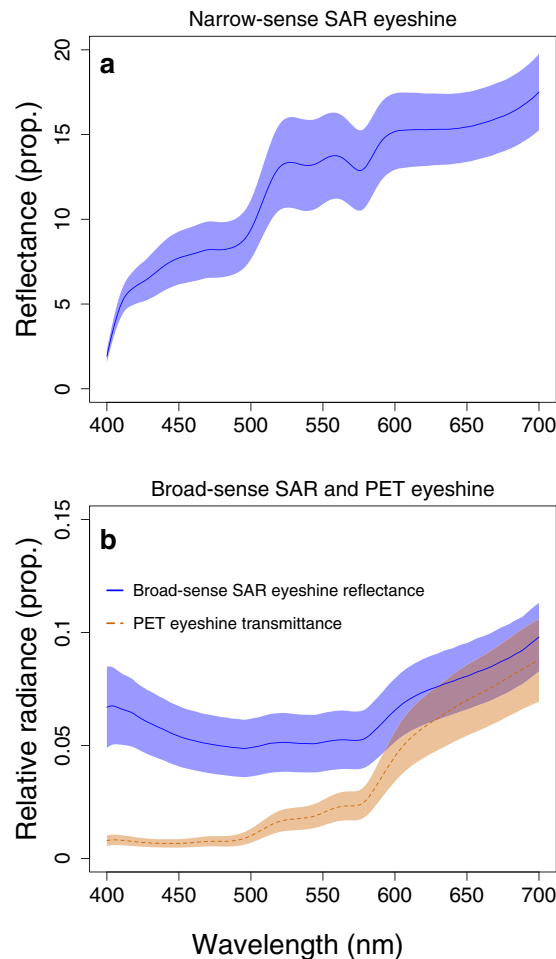 Narrow-sense SAR eyeshine
a
Reflectance (prop.)
20
15
10
5
0
400 450 500 550 600 650 700
Broad-sense SAR and PET eyeshine
b
Relative radiance (prop.)
0.15
0.1
0.05
0
Broad-sense SAR eyeshine reflectance
PET eyeshine transmittance
400 450 500 550 600 650 700
Wavelength (nm)